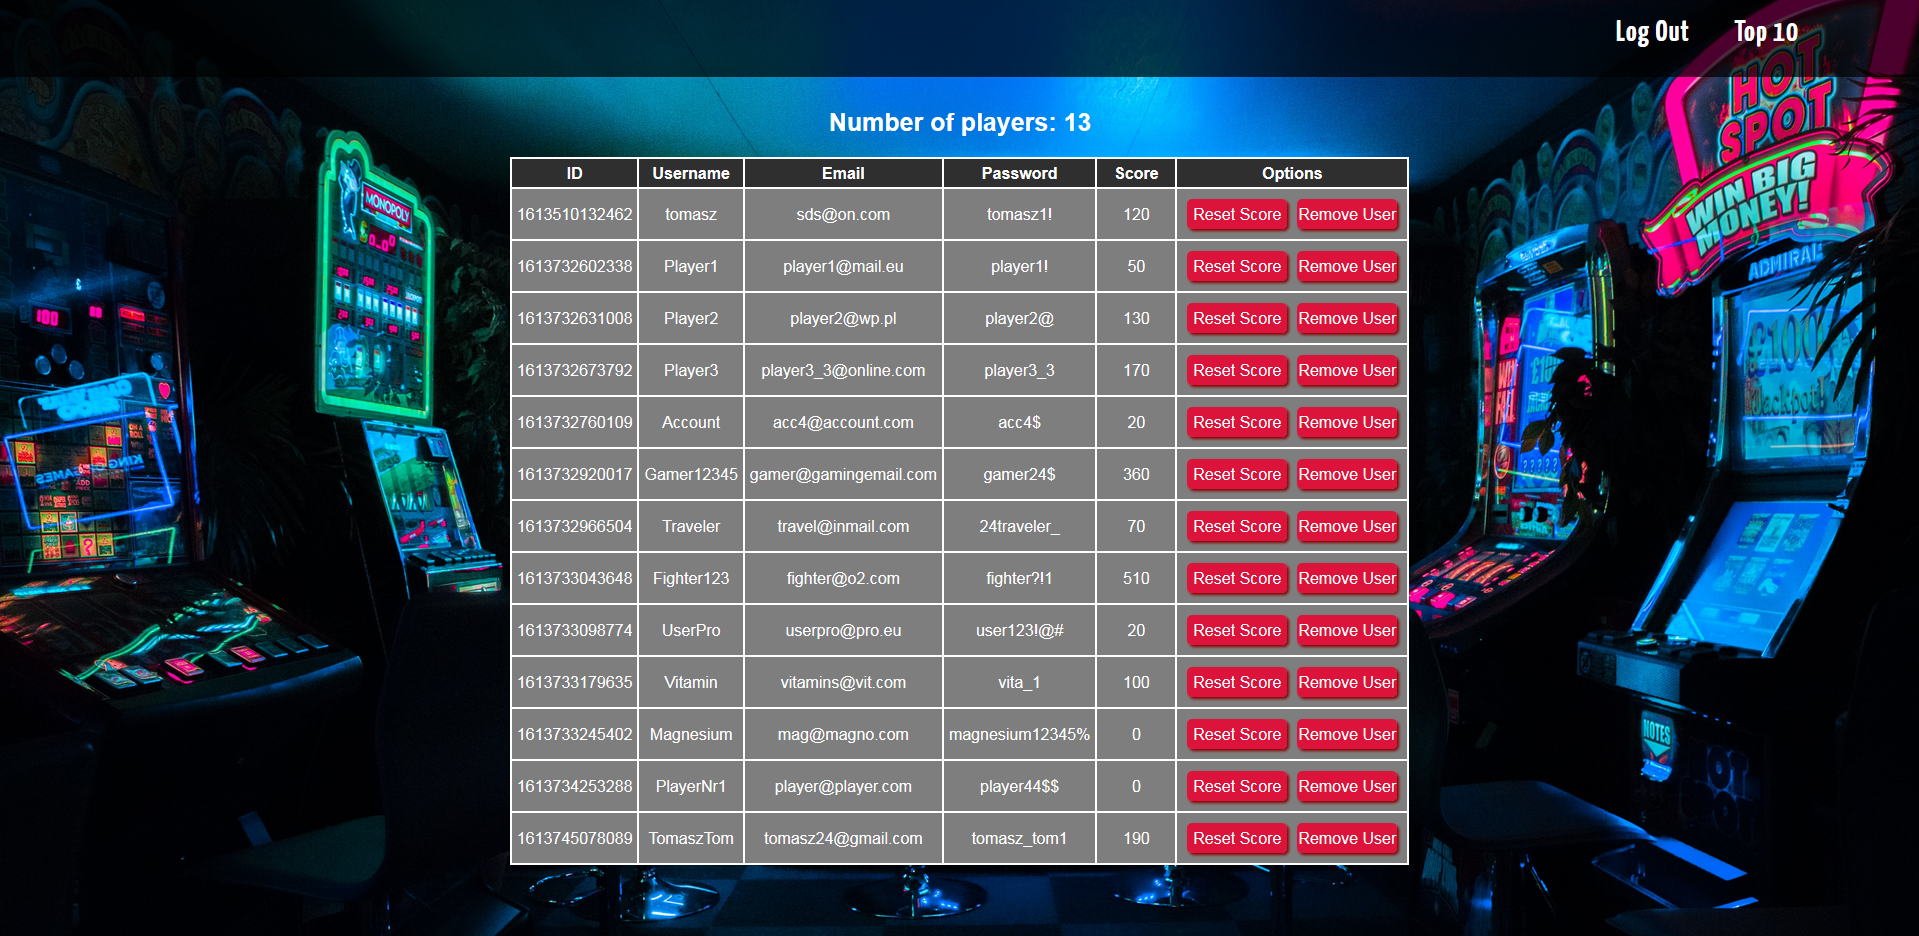 Log Out Top 10
Number of players: 13
ID Username Email Password Score Options
1613510132462 tomasz sds@on.com tomasz1! 120 Reset Score Remove User
1613732602338 Player1 player1@mail.eu player1! 50 Reset Score Remove User
1613732631008 Player2 player2@wp.pl player2@ 130 Reset Score Remove User
1613732673792 Player3 player3_3@online.com player3_3 170 Reset Score Remove User
1613732760109 Account acc4@account.com acc4$ 20 Reset Score Remove User
1613732920017 Gamer12345 gamer@gamingemail.com gamer24$ 360 Reset Score Remove User
1613732966504 Traveler travel@inmail.com 24traveler_ 70 Reset Score Remove User
1613733043648 Fighter123 fighter@o2.com fighter?!1 510 Reset Score Remove User
1613733098774 UserPro userpro@pro.eu user123!@# 20 Reset Score Remove User
1613733179635 Vitamin vitamins@vit.com vita_1 100 Reset Score Remove User
1613733245402 Magnesium mag@magno.com magnesium12345% 0 Reset Score Remove User
1613734253288 PlayerNr1 player@player.com player44$$ 0 Reset Score Remove User
1613745078089 TomaszTom tomasz24@gmail.com tomasz_tom1 190 Reset Score Remove User
MONOPOLY
HOT
SPOT
WIN BIG
MONEY!
ADMIRAL
£100
Jackpot!
NOTES